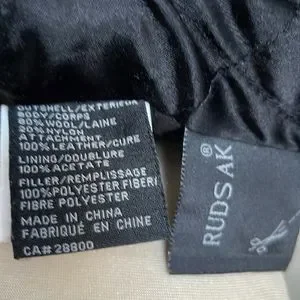 OUTSHELL/EXTERIEUR
BODY/CORPS
80%WOOL/LAINE
20%NYLON
ATTACHMENT
100%LEATHER/CUIRE
LINING/DOUBLURE
100%ACETATE
FILLER/REMPLISSAGE
100%POLYESTER FIBER/
FIBRE POLYESTER
MADE IN CHINA
FABRIQUÉ EN CHINE
CA#28800
RUDSAK®